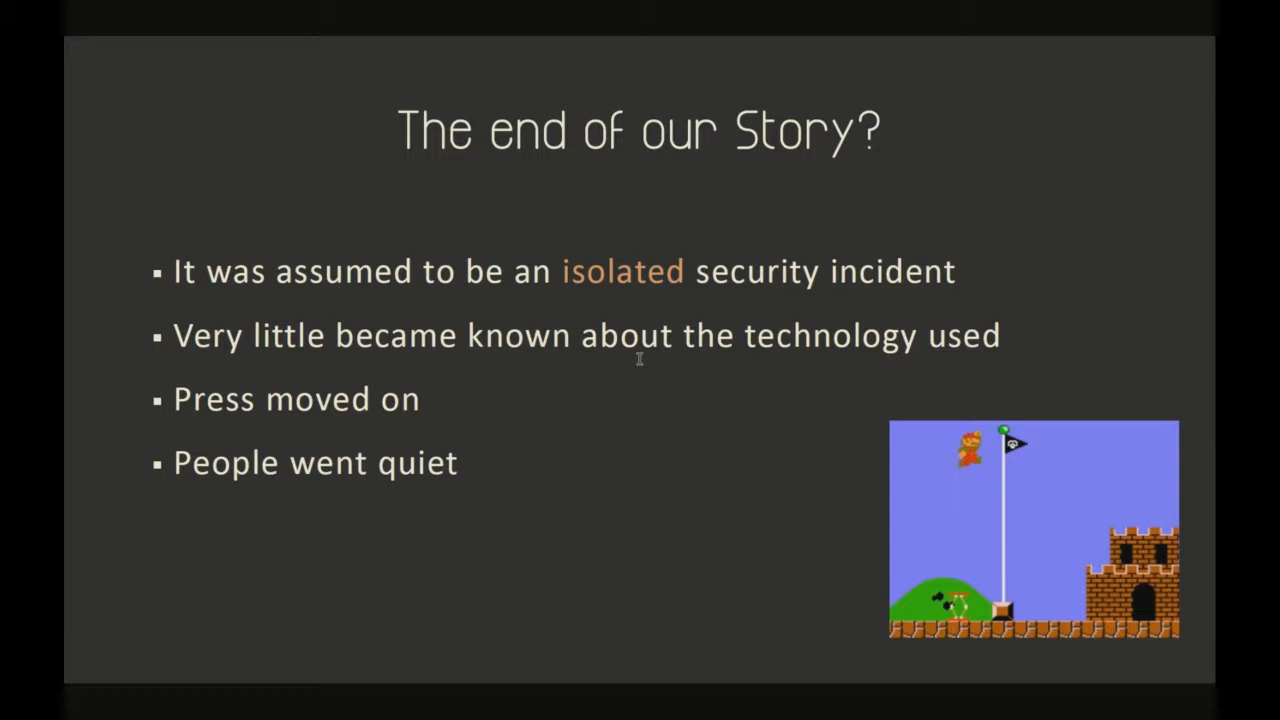 The end of our Story?
▪ It was assumed to be an isolated security incident
▪ Very little became known about the technology used
▪ Press moved on
▪ People went quiet